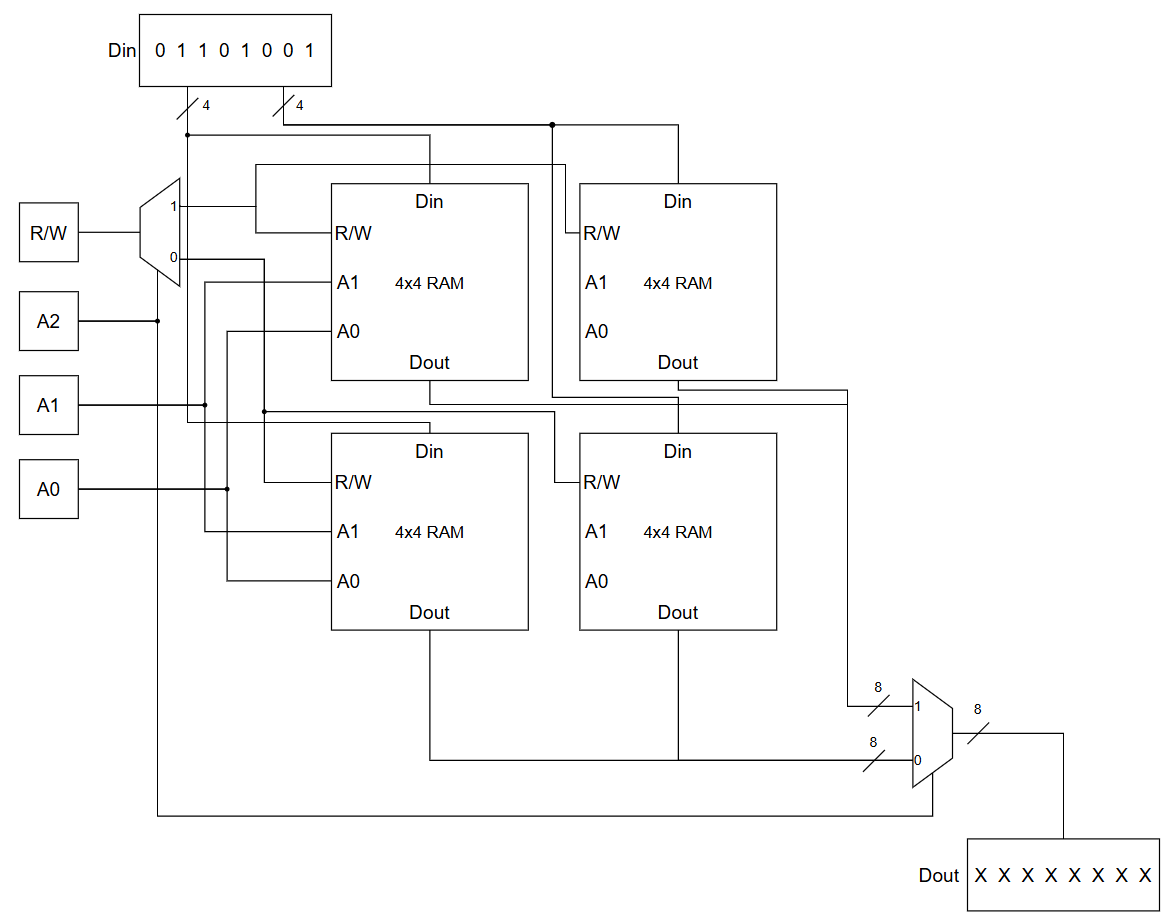 Din 0 1 1 0 1 0 0 1
4 4
1
0
R/W
A2
A1
A0
Din
R/W
A1 4x4 RAM
A0
Dout
Din
R/W
A1 4x4 RAM
A0
Dout
Din
R/W
A1 4x4 RAM
A0
Dout
Din
R/W
A1 4x4 RAM
A0
Dout
8
1
8
0
8
Dout X X X X X X X X